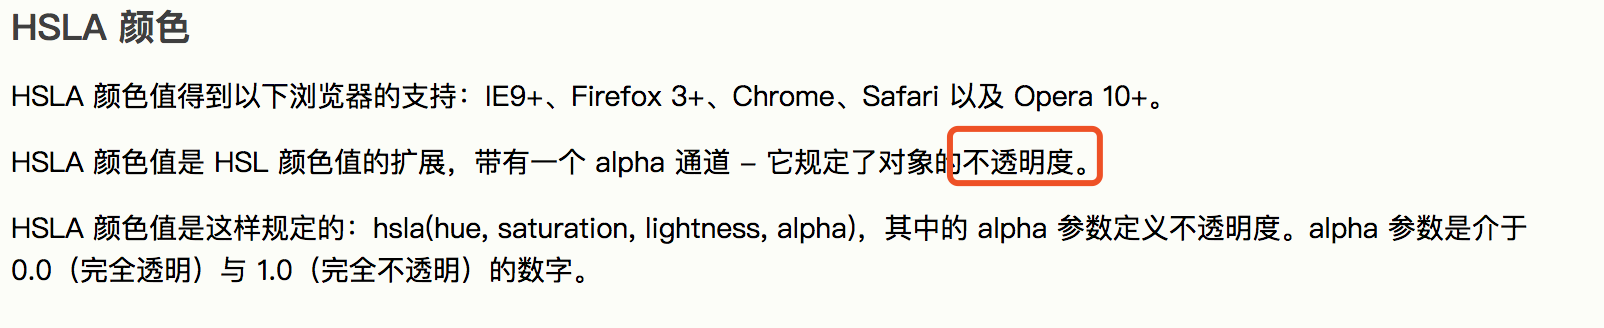 HSLA 颜色
HSLA 颜色值得到以下浏览器的支持：IE9+、Firefox 3+、Chrome、Safari 以及 Opera 10+。
HSLA 颜色值是 HSL 颜色值的扩展，带有一个 alpha 通道 – 它规定了对象的不透明度。
HSLA 颜色值是这样规定的：hsla(hue, saturation, lightness, alpha)，其中的 alpha 参数定义不透明度。alpha 参数是介于
0.0（完全透明）与 1.0（完全不透明）的数字。